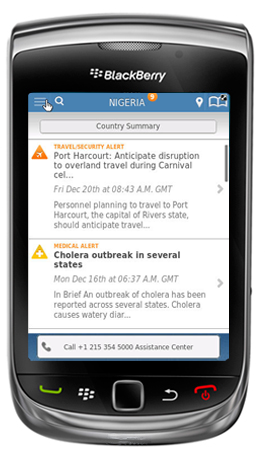 BlackBerry
NIGERIA
9
Country Summary
TRAVEL/SECURITY ALERT
Port Harcourt: Anticipate disruption
to overland travel during Carnival
cel...
Fri Dec 20th at 08:43 A.M. GMT
Personnel planning to travel to Port
Harcourt, the capital of Rivers state,
should anticipate travel...
MEDICAL ALERT
Cholera outbreak in several
states
Mon Dec 16th at 06:37 A.M. GMT
In Brief An outbreak of cholera has been
reported across several states. Cholera
causes watery diar...
Call +1 215 354 5000 Assistance Center